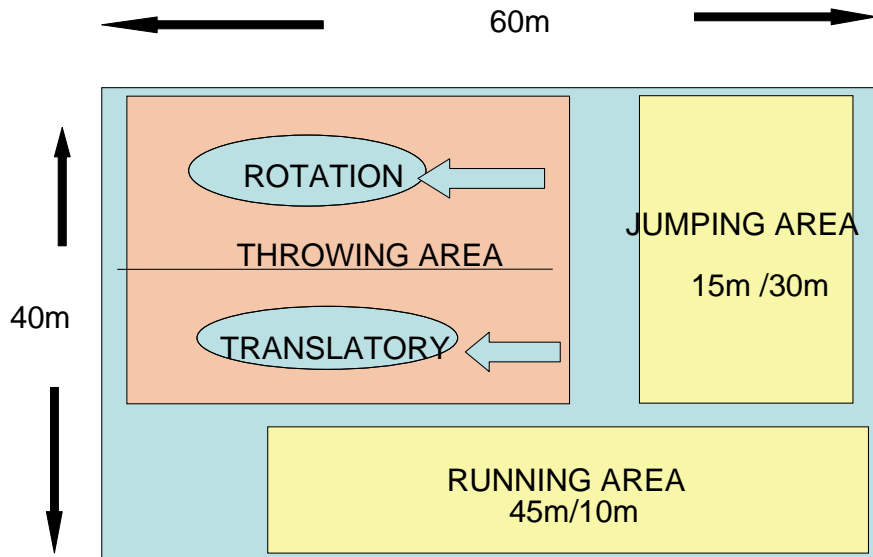 60m
ROTATION
JUMPING AREA
THROWING AREA
15m /30m
40m
TRANSLATORY
RUNNING AREA
45m/10m